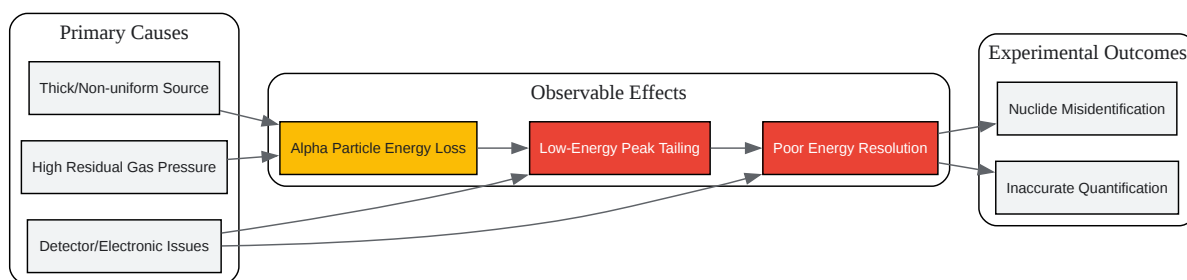 Primary Causes
Thick/Non-uniform Source
High Residual Gas Pressure
Detector/Electronic Issues
Observable Effects
Alpha Particle Energy Loss
Low-Energy Peak Tailing
Poor Energy Resolution
Experimental Outcomes
Nuclide Misidentification
Inaccurate Quantification